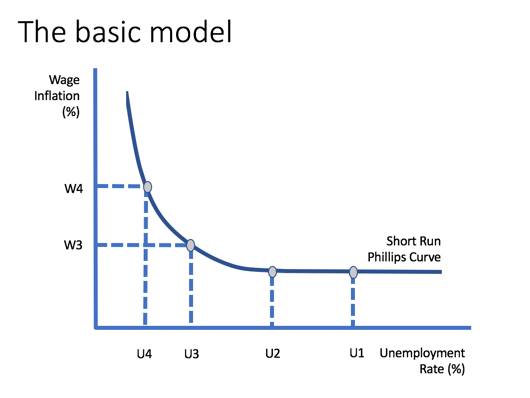 The basic model
Wage
Inflation
(%)
W4
W3
Short Run
Phillips Curve
U4
U3
U2
U1
Unemployment
Rate (%)